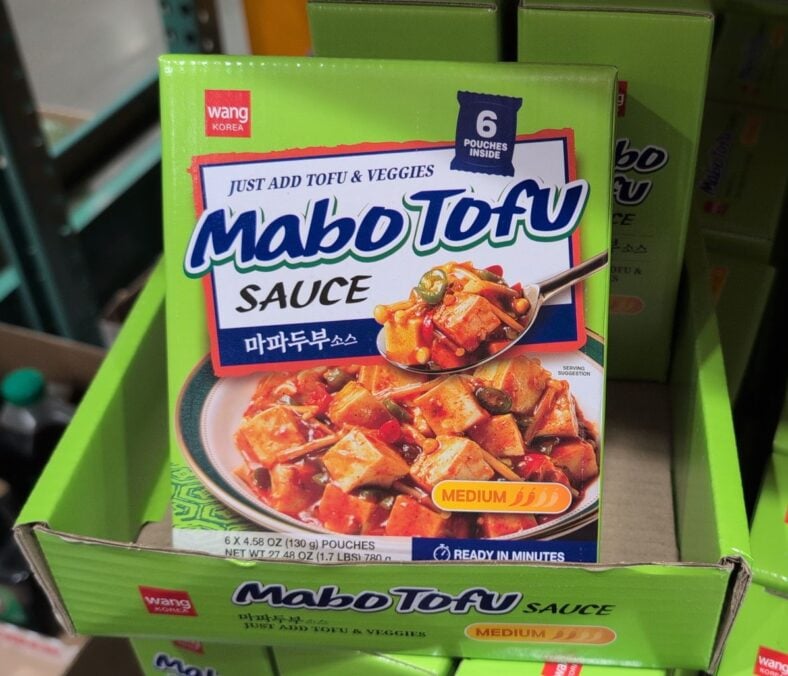 wang
KOREA
6
POUCHES
INSIDE
JUST ADD TOFU & VEGGIES
Mabo Tofu
SAUCE
마파두부소스
SERVING
SUGGESTION
MEDIUM
6 X 4.58 OZ (130 g) POUCHES
NET WT 27.48 OZ (1.7 LBS) 780 g
READY IN MINUTES
wang
KOREA
Mabo Tofu SAUCE
마파두부소스
JUST ADD TOFU & VEGGIES
MEDIUM
wang
KOREA